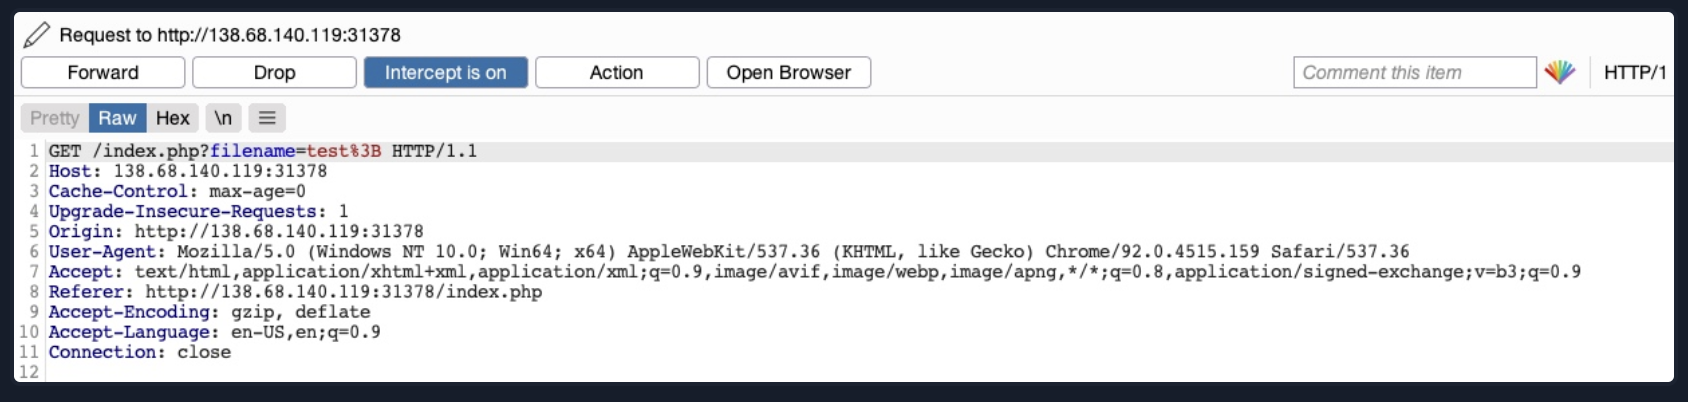 Request to http://138.68.140.119:31378
Forward Drop Intercept is on Action Open Browser Comment this item HTTP/1
Pretty Raw Hex \n
1 GET /index.php?filename=test%3B HTTP/1.1
2 Host: 138.68.140.119:31378
3 Cache-Control: max-age=0
4 Upgrade-Insecure-Requests: 1
5 Origin: http://138.68.140.119:31378
6 User-Agent: Mozilla/5.0 (Windows NT 10.0; Win64; x64) AppleWebKit/537.36 (KHTML, like Gecko) Chrome/92.0.4515.159 Safari/537.36
7 Accept: text/html,application/xhtml+xml,application/xml;q=0.9,image/avif,image/webp,image/apng,*/*;q=0.8,application/signed-exchange;v=b3;q=0.9
8 Referer: http://138.68.140.119:31378/index.php
9 Accept-Encoding: gzip, deflate
10 Accept-Language: en-US,en;q=0.9
11 Connection: close
12